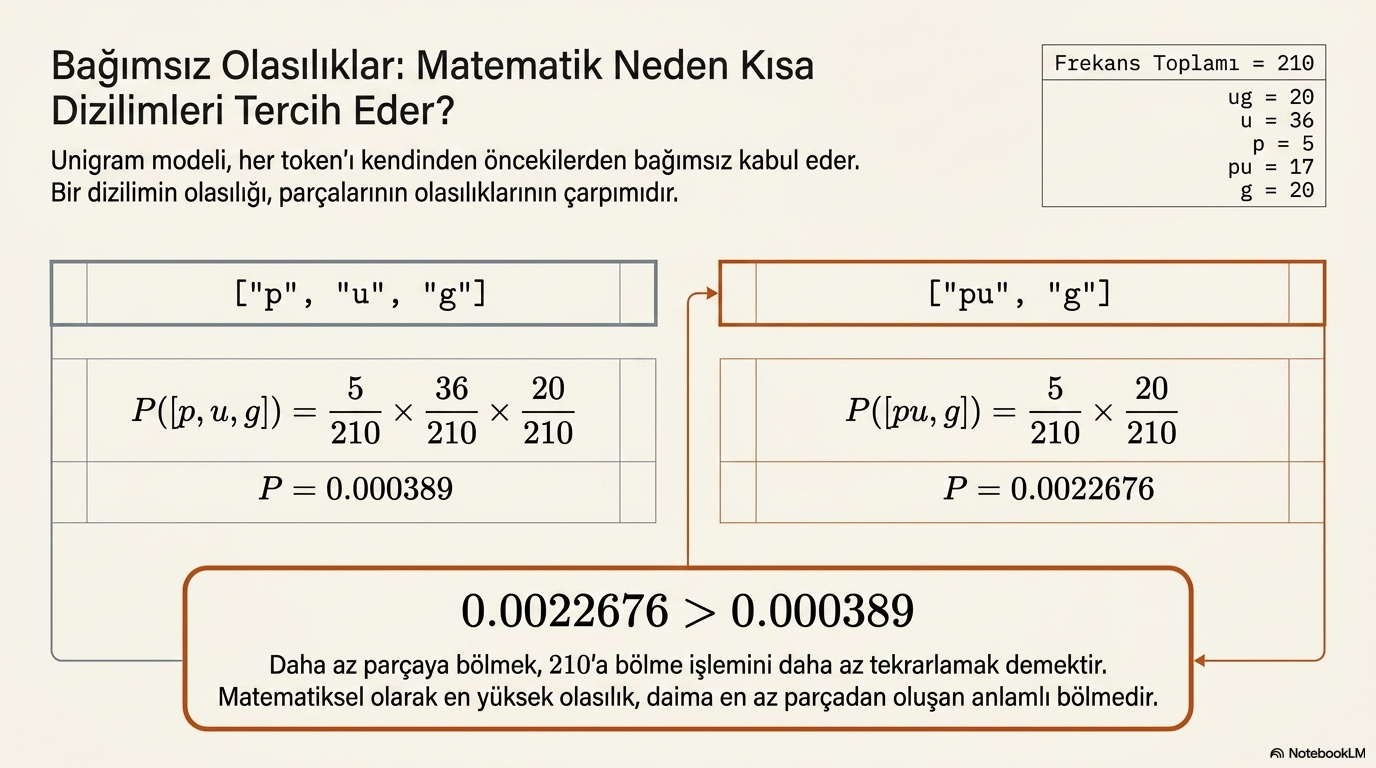 Bağımsız Olasılıklar: Matematik Neden Kısa
Dizilimleri Tercih Eder?
Unigram modeli, her token'ı kendinden öncekilerden bağımsız kabul eder.
Bir dizilimin olasılığı, parçalarının olasılıklarının çarpımıdır.
Frekans Toplamı = 210
ug = 20
u = 36
p = 5
pu = 17
g = 20
["p", "u", "g"]
P([p, u, g]) = 5/210 × 36/210 × 20/210
P = 0.000389
["pu", "g"]
P([pu, g]) = 5/210 × 20/210
P = 0.0022676
0.0022676 > 0.000389
Daha az parçaya bölmek, 210'a bölme işlemini daha az tekrarlamak demektir.
Matematiksel olarak en yüksek olasılık, daima en az parçadan oluşan anlamlı bölmedir.
NotebookLM